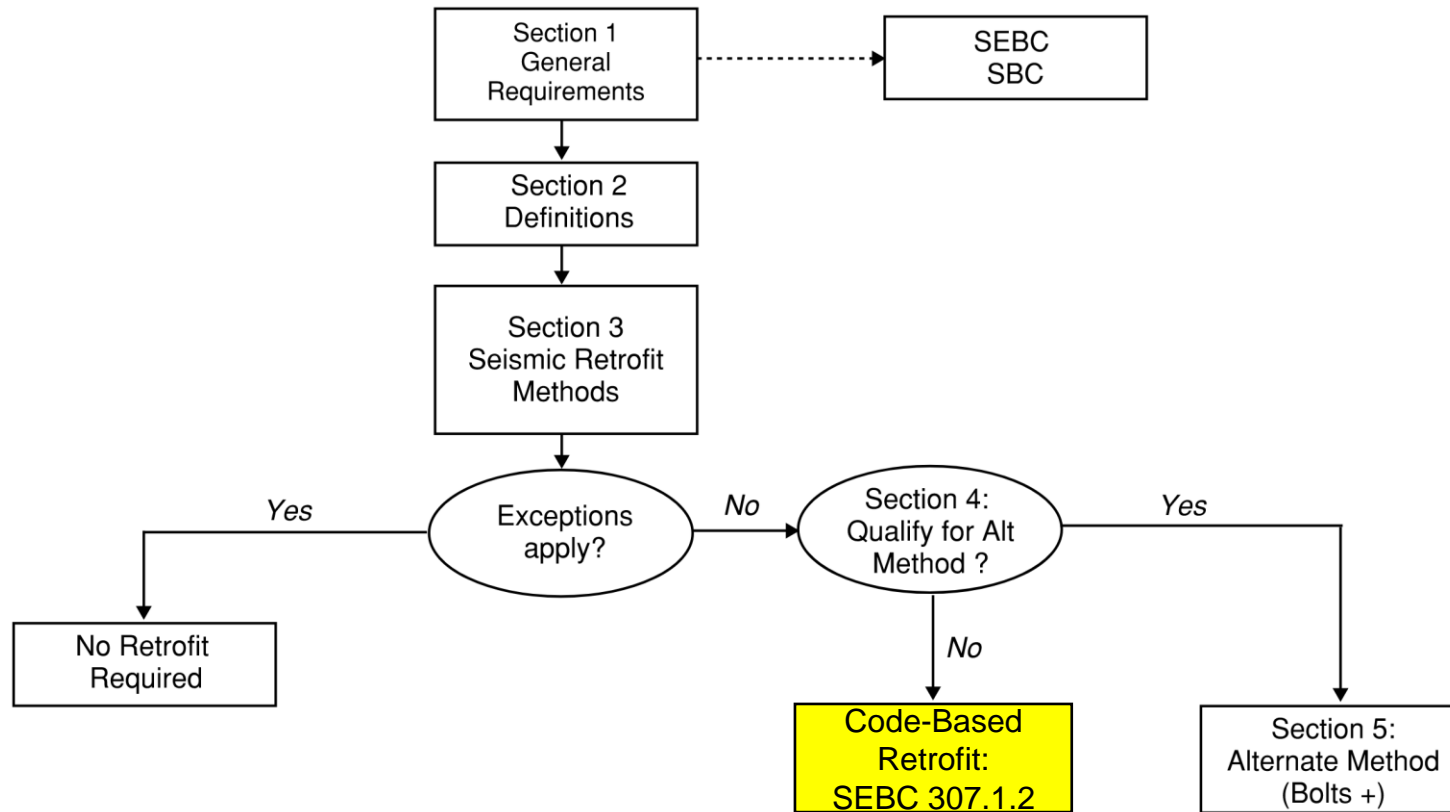 Section 1
General
Requirements
SEBC
SBC
Section 2
Definitions
Section 3
Seismic Retrofit
Methods
Yes
Exceptions
apply?
No
Section 4:
Qualify for Alt
Method ?
Yes
No Retrofit
Required
No
Code-Based
Retrofit:
SEBC 307.1.2
Section 5:
Alternate Method
(Bolts +)